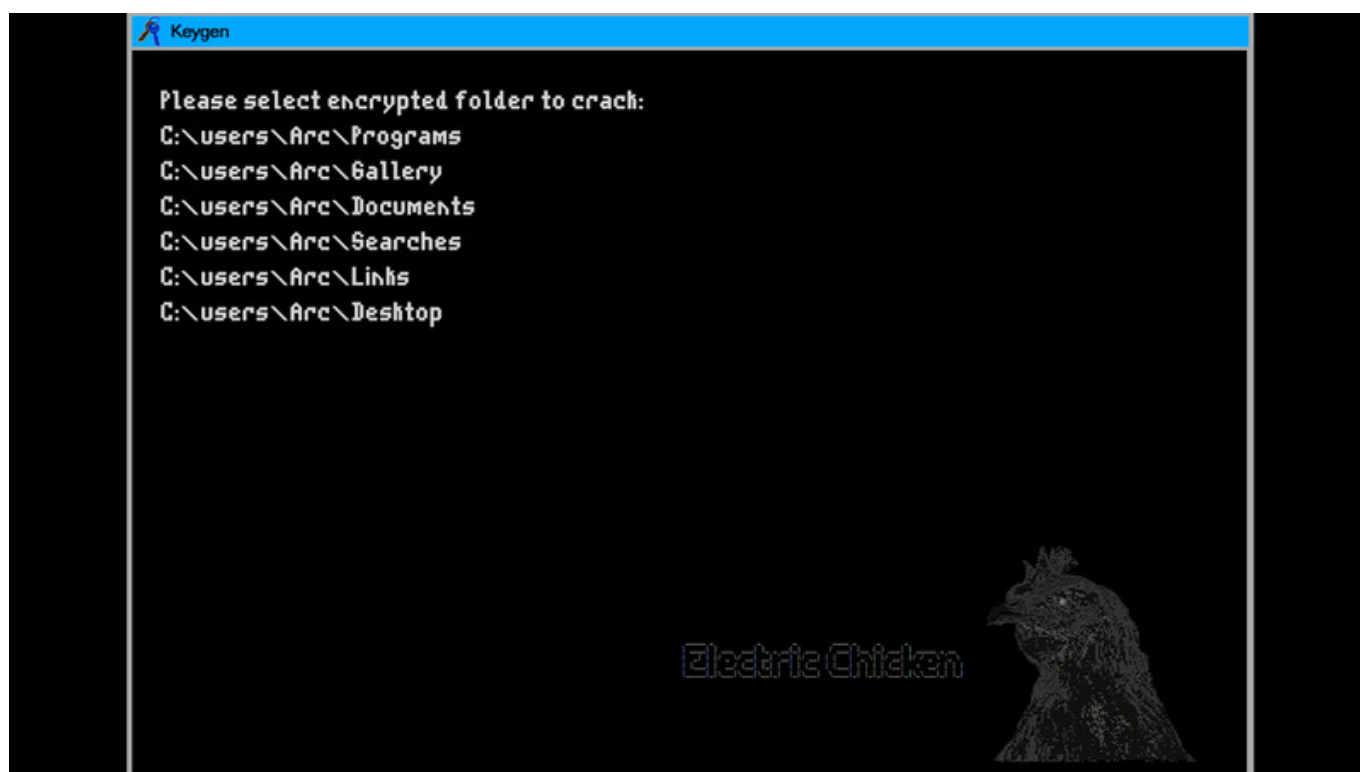 Keygen
Please select encrypted folder to crack:
C:\users\Arc\Programs
C:\users\Arc\Gallery
C:\users\Arc\Documents
C:\users\Arc\Searches
C:\users\Arc\Links
C:\users\Arc\Desktop
Electric Chicken